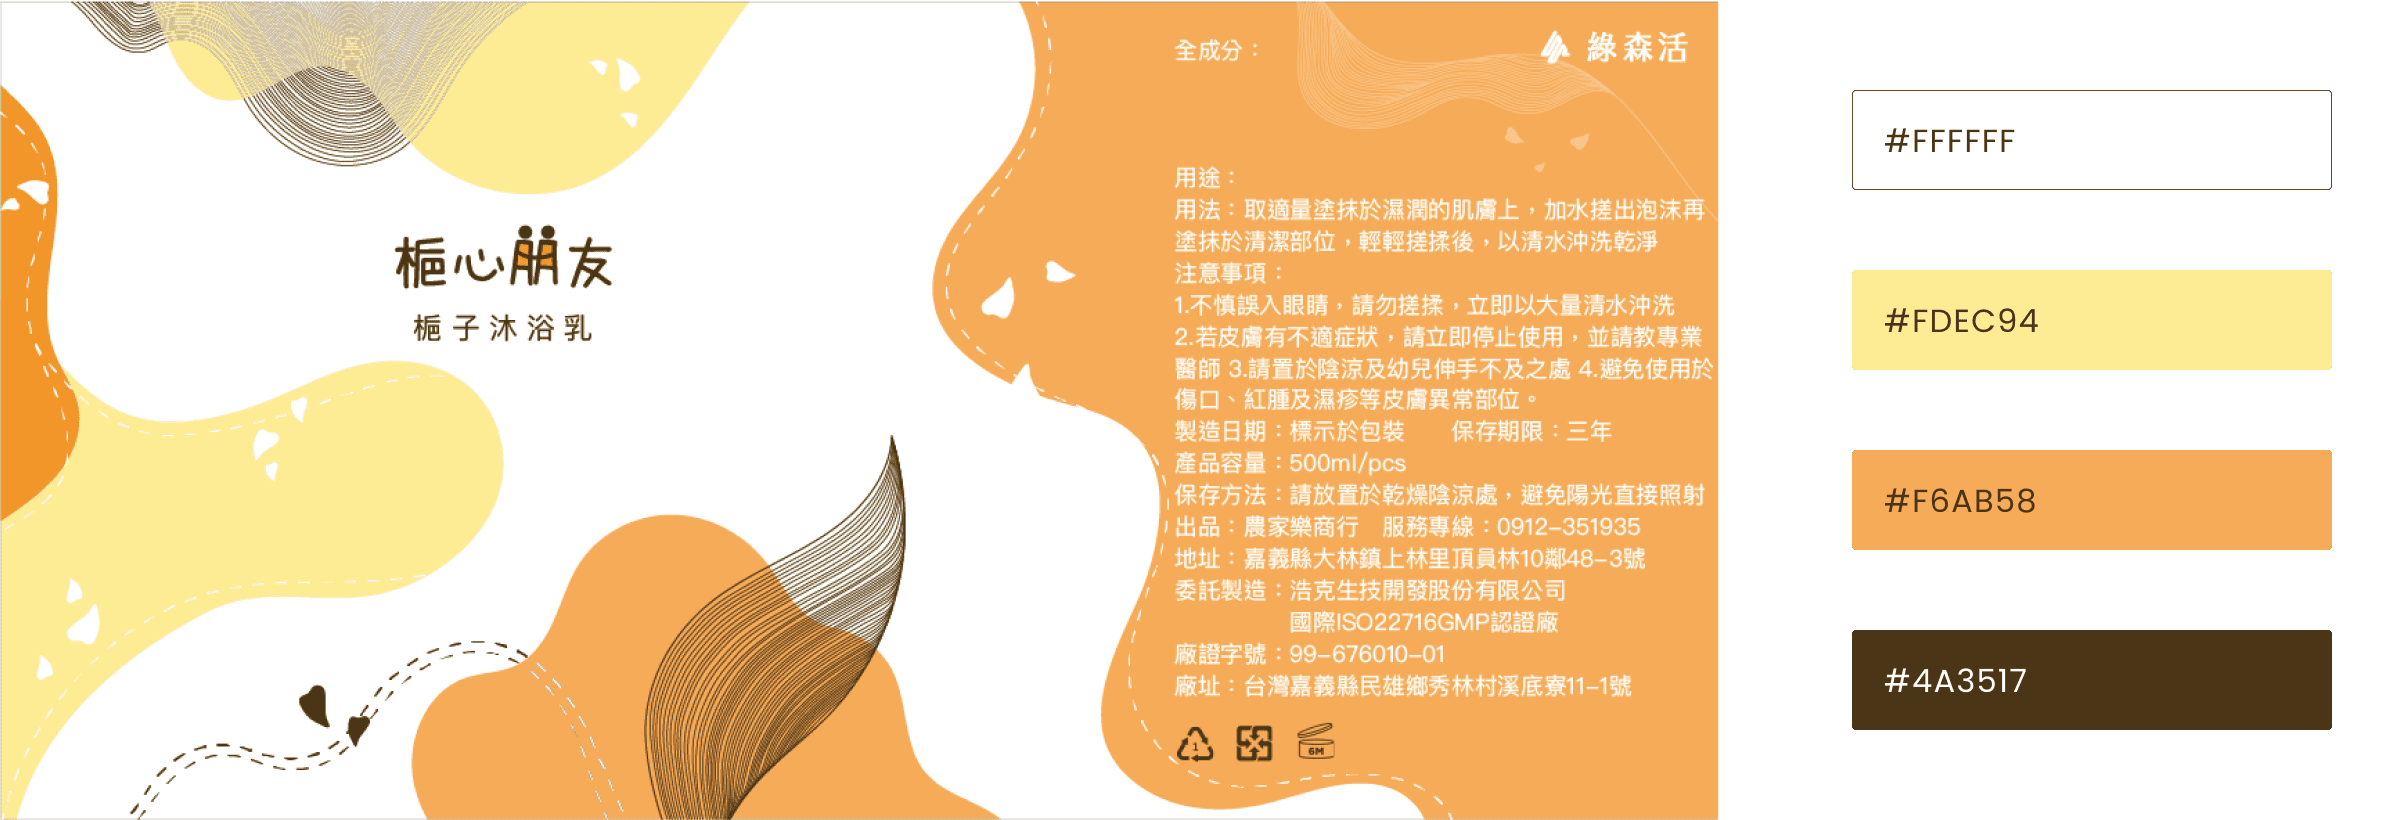 梔心朋友
梔子沐浴乳
全成分：
綠森活
用途：
用法：取適量塗抹於濕潤的肌膚上，加水搓出泡沫再
塗抹於清潔部位，輕輕搓揉後，以清水沖洗乾淨
注意事項：
1.不慎誤入眼睛，請勿搓揉，立即以大量清水沖洗
2.若皮膚有不適症狀，請立即停止使用，並請教專業
醫師 3.請置於陰涼及幼兒伸手不及之處 4.避免使用於
傷口、紅腫及濕疹等皮膚異常部位。
製造日期：標示於包裝　　保存期限：三年
產品容量：500ml/pcs
保存方法：請放置於乾燥陰涼處，避免陽光直接照射
出品：農家樂商行　服務專線：0912-351935
地址：嘉義縣大林鎮上林里頂員林10鄰48-3號
委託製造：浩克生技開發股份有限公司
國際ISO22716GMP認證廠
廠證字號：99-676010-01
廠址：台灣嘉義縣民雄鄉秀林村溪底寮11-1號
1
6M
#FFFFFF
#FDEC94
#F6AB58
#4A3517